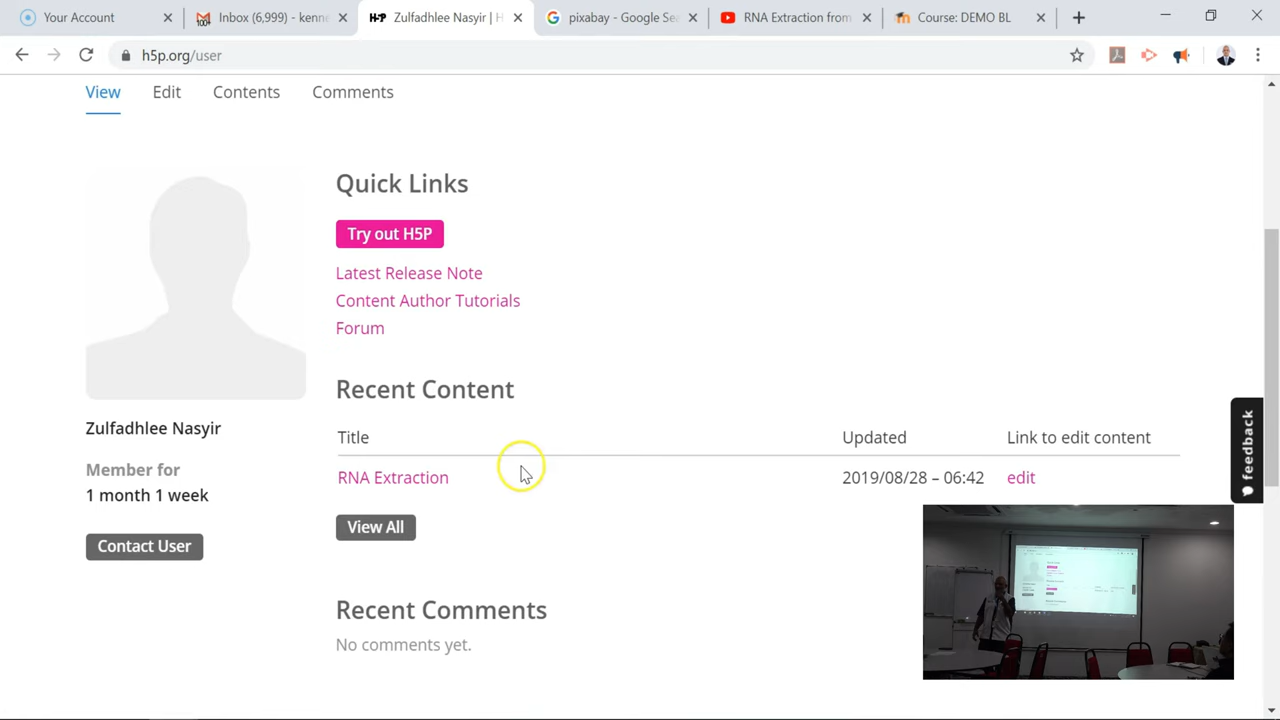 Your Account
Inbox (6,999) - kenne
H-P Zulfadhlee Nasyir | H
pixabay - Google Sea
RNA Extraction from
Course: DEMO BL
h5p.org/user
View Edit Contents Comments
Quick Links
Try out H5P
Latest Release Note
Content Author Tutorials
Forum
Recent Content
Title Updated Link to edit content
RNA Extraction 2019/08/28 – 06:42 edit
View All
Zulfadhlee Nasyir
Member for
1 month 1 week
Contact User
Recent Comments
No comments yet.
feedback